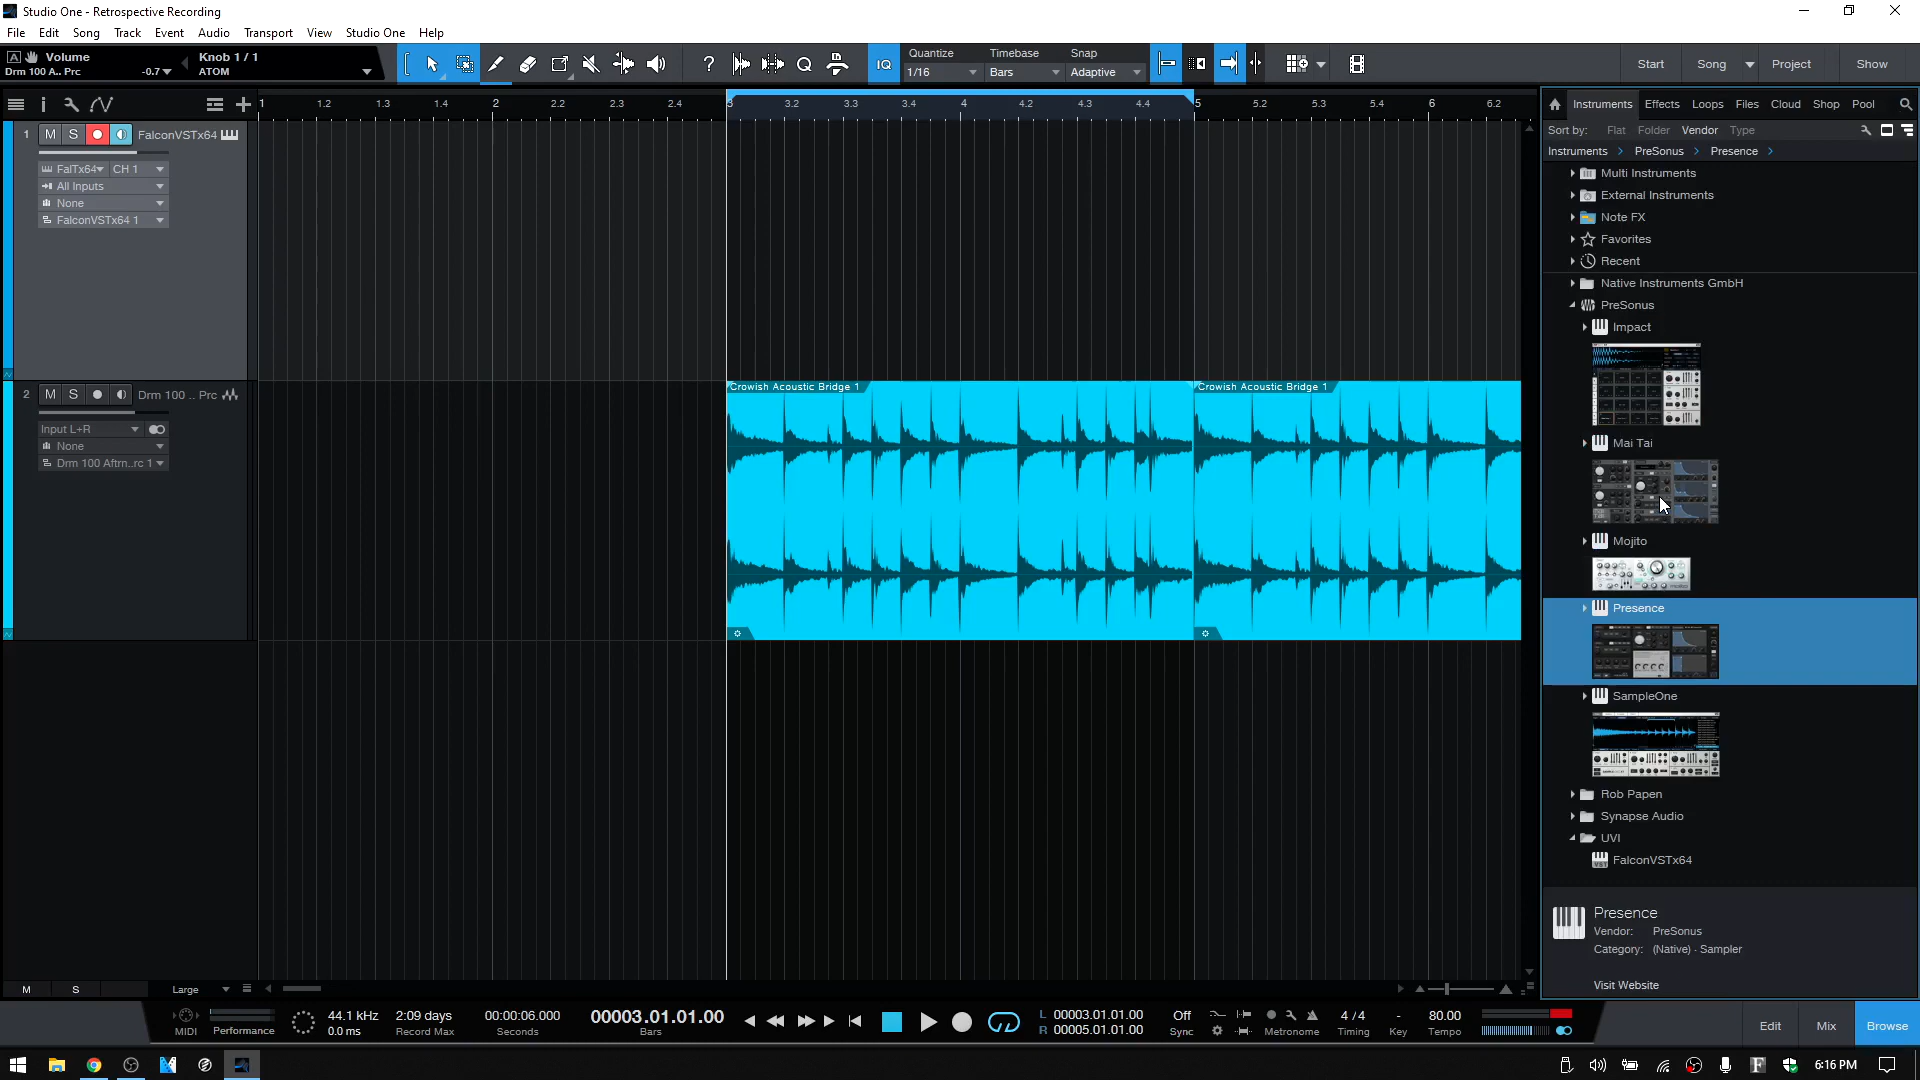 Studio One - Retrospective Recording
File Edit Song Track Event Audio Transport View Studio One Help
A Volume Knob 1 / 1
Drm 100 A.. Prc -0.7 ATOM
IQ
Quantize Timebase Snap
1/16 Bars Adaptive
Start Song Project Show
1 1.2 1.3 1.4 2 2.2 2.3 2.4 3 3.2 3.3 3.4 4 4.2 4.3 4.4 5 5.2 5.3 5.4 6 6.2
1 M S FalconVSTx64
FalTx64 CH 1
All Inputs
None
FalconVSTx64 1
2 M S Drm 100 .. Prc
Input L+R
None
Drm 100 Aftrn..rc 1
Crowish Acoustic Bridge 1
Crowish Acoustic Bridge 1
Instruments Effects Loops Files Cloud Shop Pool
Sort by: Flat Folder Vendor Type
Instruments PreSonus Presence
Multi Instruments
External Instruments
Note FX
Favorites
Recent
Native Instruments GmbH
PreSonus
Impact
Mai Tai
Mojito
Presence
SampleOne
Rob Papen
Synapse Audio
UVI
FalconVSTx64
Presence
Vendor: PreSonus
Category: (Native) · Sampler
Visit Website
M S Large
MIDI Performance
44.1 kHz
0.0 ms
2:09 days
Record Max
00:00:06.000
Seconds
00003.01.01.00
Bars
L 00003.01.01.00
R 00005.01.01.00
Off
Sync
Metronome
4 / 4
Timing
-
Key
80.00
Tempo
Edit Mix Browse
6:16 PM